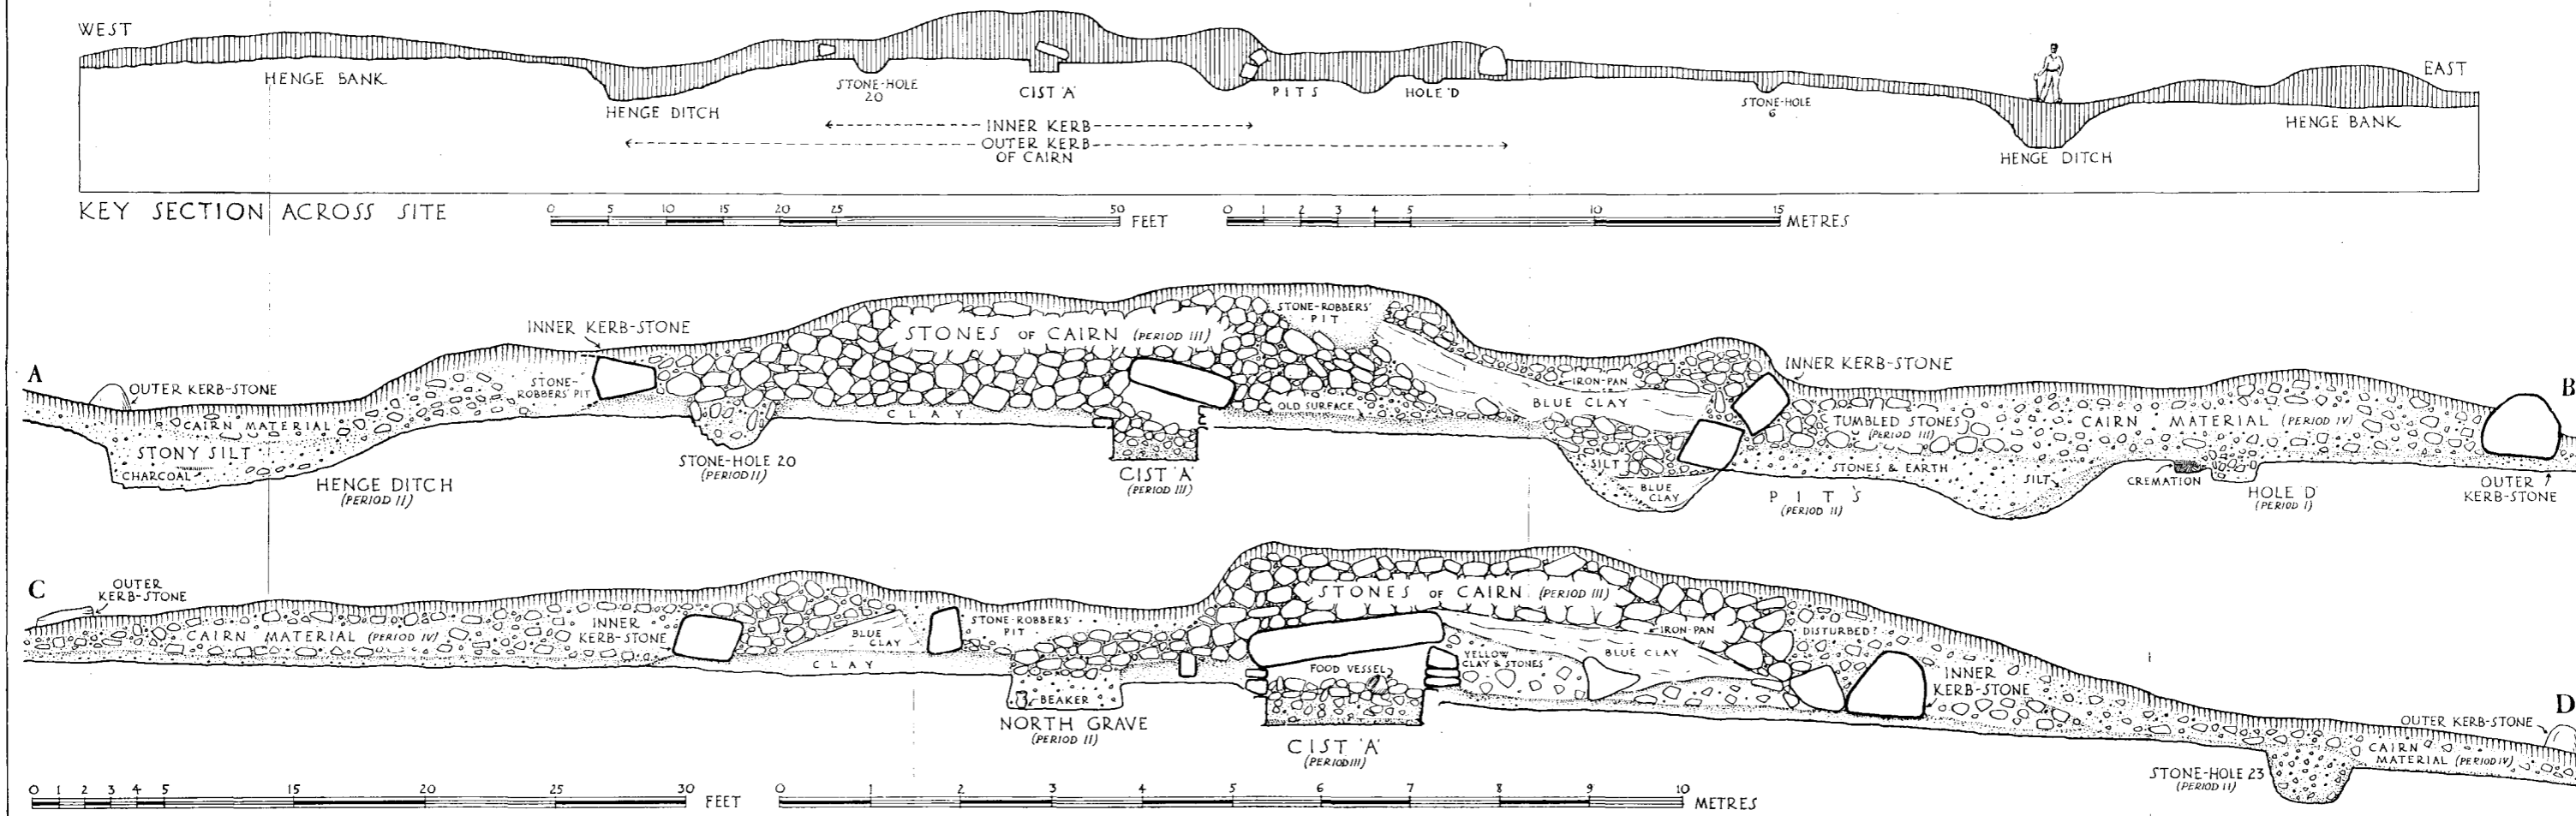 WEST
HENGE BANK
HENGE DITCH
STONE-HOLE
20
CIST 'A'
PITS
HOLE 'D'
STONE-HOLE
6
HENGE DITCH
HENGE BANK
EAST
INNER KERB
OUTER KERB
OF CAIRN
KEY SECTION ACROSS SITE
0 5 10 15 20 25 50 FEET
0 1 2 3 4 5 10 15 METRES
A
OUTER KERB-STONE
CAIRN MATERIAL
STONY SILT
CHARCOAL
HENGE DITCH
(PERIOD II)
INNER KERB-STONE
STONE-
ROBBERS' PIT
STONE-HOLE 20
(PERIOD II)
STONES OF CAIRN (PERIOD III)
CLAY
CIST 'A'
(PERIOD III)
STONE-ROBBERS'
PIT
OLD SURFACE
IRON-PAN
BLUE CLAY
SILT
BLUE
CLAY
INNER KERB-STONE
TUMBLED STONES
(PERIOD III)
STONES & EARTH
PITS
(PERIOD II)
SILT
CAIRN MATERIAL (PERIOD IV)
CREMATION
HOLE 'D'
(PERIOD I)
OUTER
KERB-STONE
B
C
OUTER
KERB-STONE
CAIRN MATERIAL (PERIOD IV)
INNER
KERB-STONE
BLUE
CLAY
CLAY
STONE-ROBBERS'
PIT
BEAKER
NORTH GRAVE
(PERIOD II)
STONES OF CAIRN (PERIOD III)
FOOD VESSEL
CIST 'A'
(PERIOD III)
YELLOW
CLAY & STONES
IRON-PAN
BLUE CLAY
DISTURBED?
INNER
KERB-STONE
STONE-HOLE 23
(PERIOD II)
OUTER KERB-STONE
CAIRN
MATERIAL (PERIOD IV)
D
0 1 2 3 4 5 15 20 25 30 FEET
0 1 2 3 4 5 6 7 8 9 10 METRES